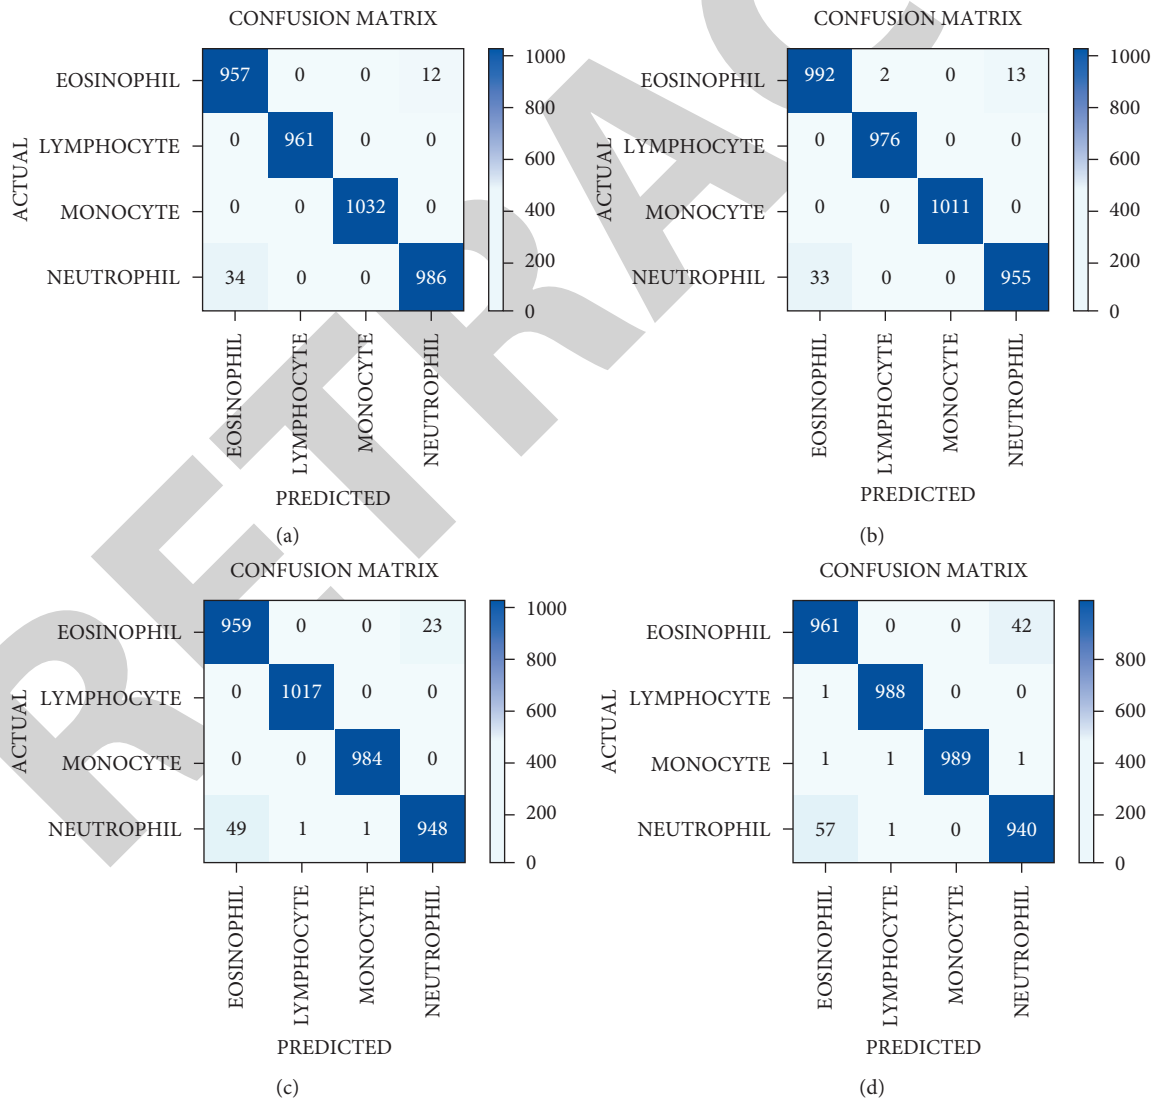 CONFUSION MATRIX
EOSINOPHIL 957 0 0 12
LYMPHOCYTE 0 961 0 0
MONOCYTE 0 0 1032 0
NEUTROPHIL 34 0 0 986
1000
800
600
400
200
0
ACTUAL
EOSINOPHIL
LYMPHOCYTE
MONOCYTE
NEUTROPHIL
PREDICTED
(a)
CONFUSION MATRIX
EOSINOPHIL 992 2 0 13
LYMPHOCYTE 0 976 0 0
MONOCYTE 0 0 1011 0
NEUTROPHIL 33 0 0 955
1000
800
600
400
200
0
ACTUAL
EOSINOPHIL
LYMPHOCYTE
MONOCYTE
NEUTROPHIL
PREDICTED
(b)
CONFUSION MATRIX
EOSINOPHIL 959 0 0 23
LYMPHOCYTE 0 1017 0 0
MONOCYTE 0 0 984 0
NEUTROPHIL 49 1 1 948
1000
800
600
400
200
0
ACTUAL
EOSINOPHIL
LYMPHOCYTE
MONOCYTE
NEUTROPHIL
PREDICTED
(c)
CONFUSION MATRIX
EOSINOPHIL 961 0 0 42
LYMPHOCYTE 1 988 0 0
MONOCYTE 1 1 989 1
NEUTROPHIL 57 1 0 940
800
600
400
200
0
ACTUAL
EOSINOPHIL
LYMPHOCYTE
MONOCYTE
NEUTROPHIL
PREDICTED
(d)
RETRAC